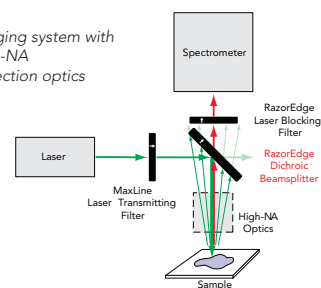 ging system with
-NA
ection optics
Spectrometer
RazorEdge
Laser Blocking
Filter
Laser
RazorEdge
Dichroic
Beamsplitter
MaxLine
Laser Transmitting
Filter
High-NA
Optics
Sample